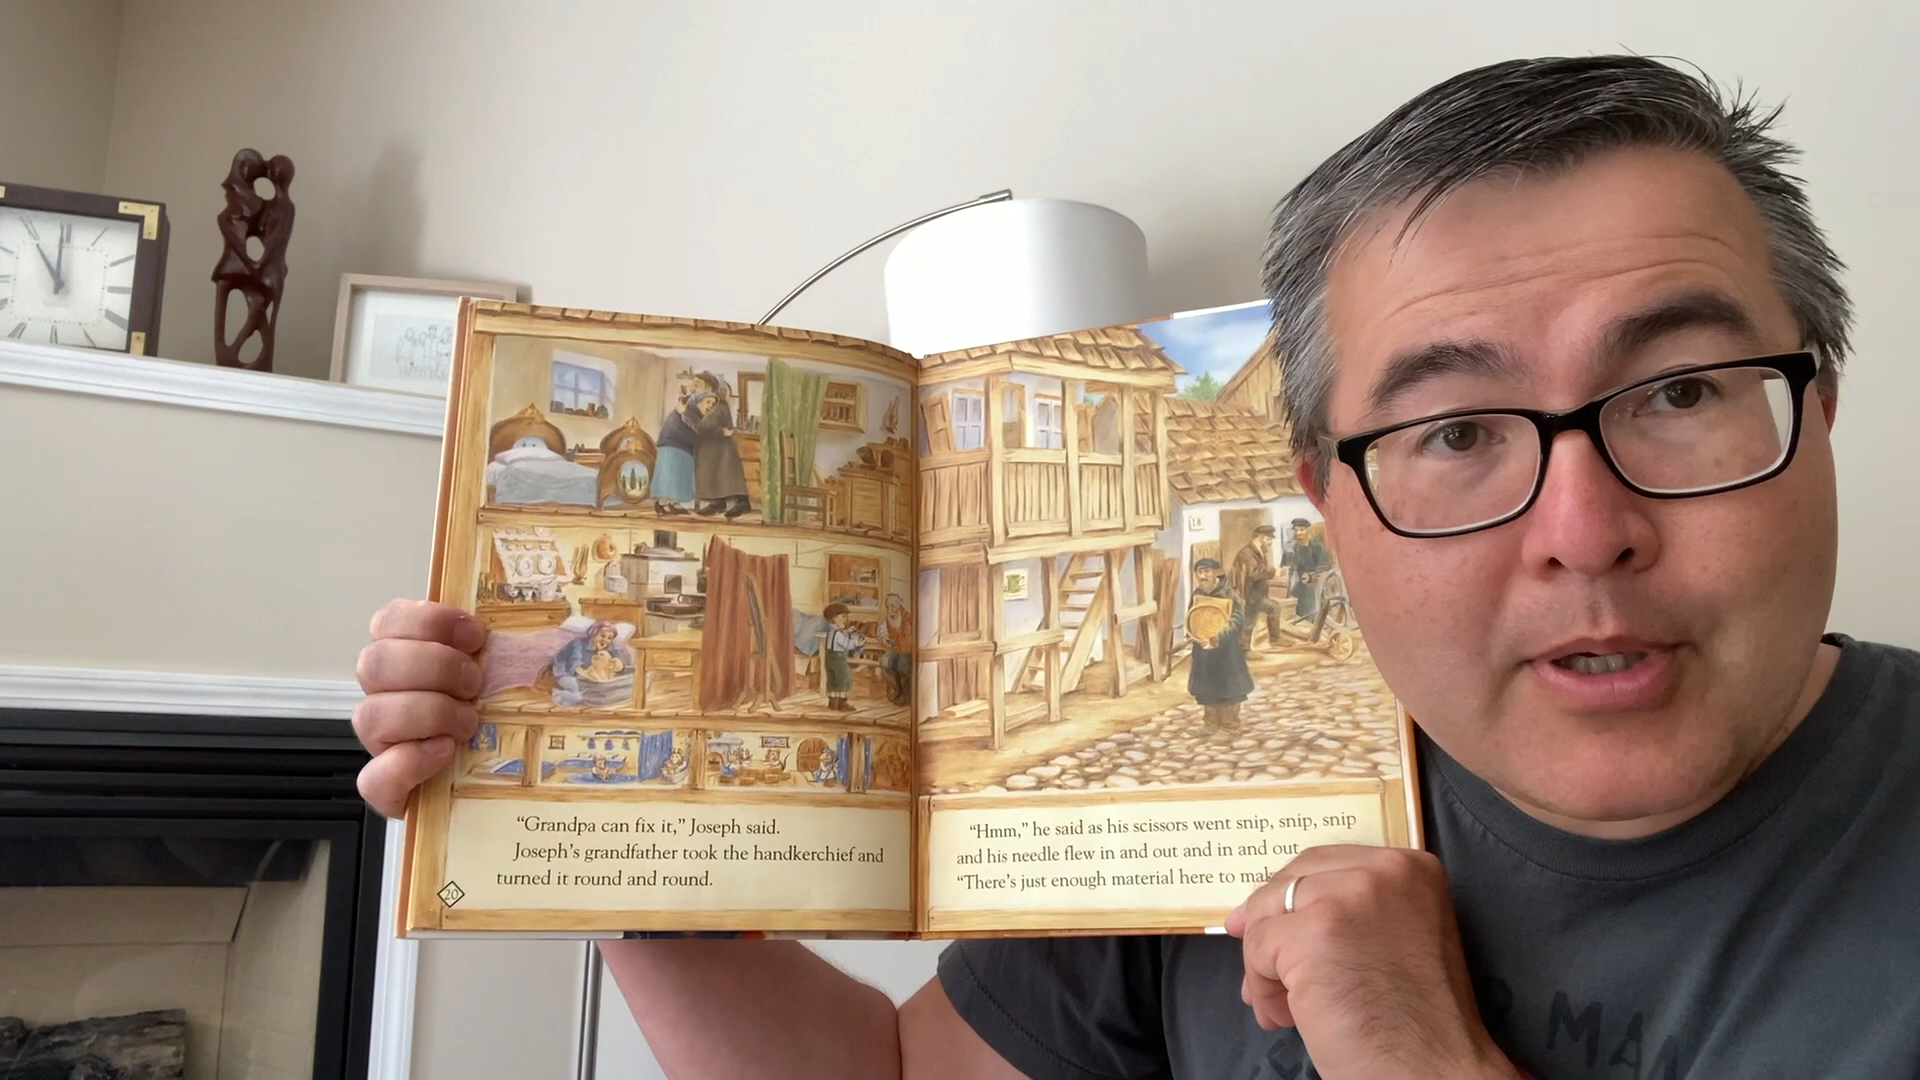 “Grandpa can fix it,” Joseph said.
Joseph’s grandfather took the handkerchief and
turned it round and round.
20
“Hmm,” he said as his scissors went snip, snip, snip
and his needle flew in and out and in and out.
“There’s just enough material here to
MAN